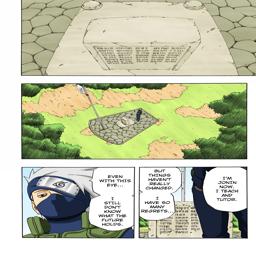 I'M
JONIN
NOW.
I TEACH
AND
TUTOR.
BUT
THINGS
HAVEN'T
REALLY
CHANGED.
I
HAVE SO
MANY
REGRETS...
EVEN
WITH THIS
EYE...
I
STILL
DON'T
KNOW
WHAT THE
FUTURE
HOLDS.